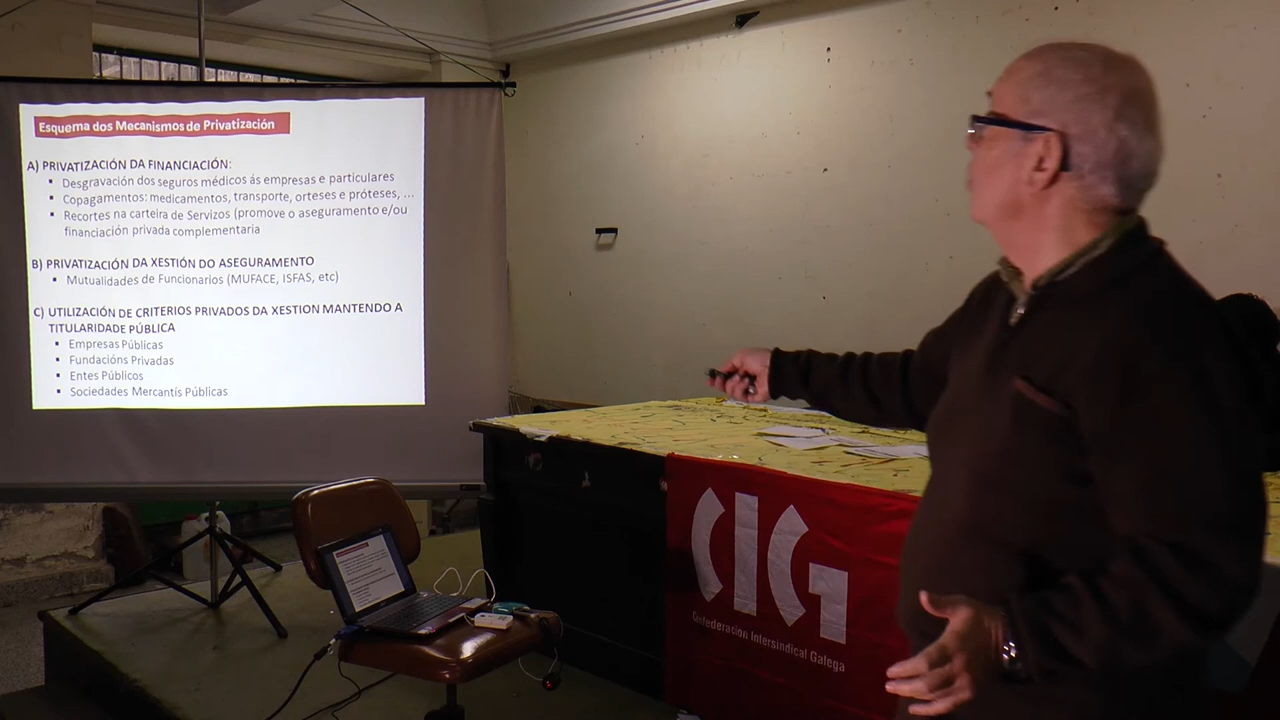 Esquema dos Mecanismos de Privatización
A) PRIVATIZACIÓN DA FINANCIACIÓN:
▪ Desgravación dos seguros médicos ás empresas e particulares
▪ Copagamentos: medicamentos, transporte, orteses e próteses, ...
▪ Recortes na carteira de Servizos (promove o aseguramento e/ou
financiación privada complementaria
B) PRIVATIZACIÓN DA XESTIÓN DO ASEGURAMENTO
▪ Mutualidades de Funcionarios (MUFACE, ISFAS, etc)
C) UTILIZACIÓN DE CRITERIOS PRIVADOS DA XESTION MANTENDO A
TITULARIDADE PÚBLICA
▪ Empresas Públicas
▪ Fundacións Privadas
▪ Entes Públicos
▪ Sociedades Mercantís Públicas
CIG
Confederación Intersindical Galega